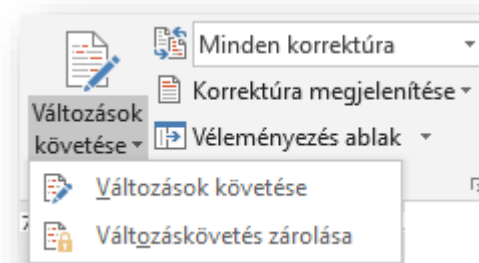 Minden korrektúra
Korrektúra megjelenítése
Változások
követése
Véleményezés ablak
Változások követése
Változáskövetés zárolása